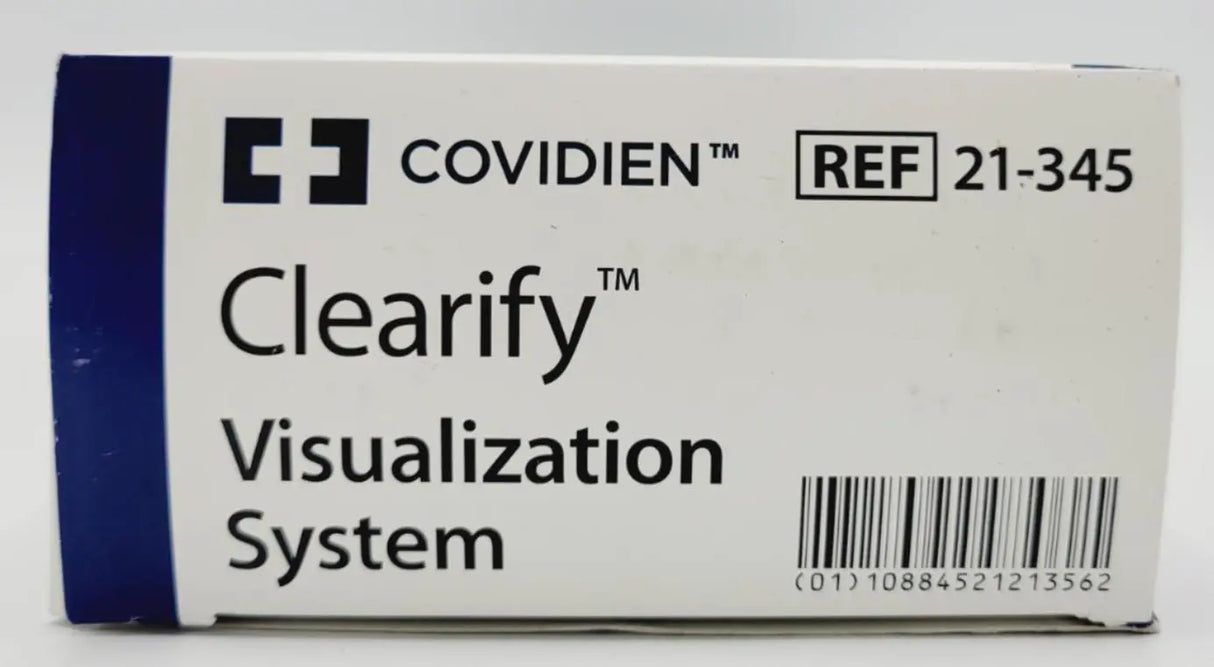 COVIDIEN™ REF 21-345
Clearify™
Visualization
System
(01)10884521213562